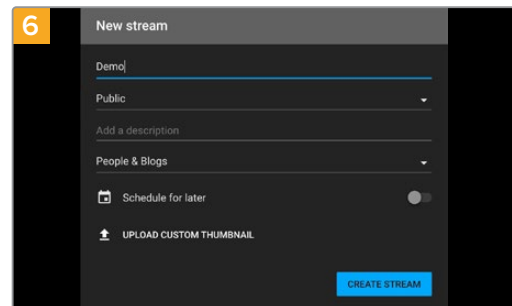 6
New stream
Demo
Public
Add a description
People & Blogs
Schedule for later
UPLOAD CUSTOM THUMBNAIL
CREATE STREAM